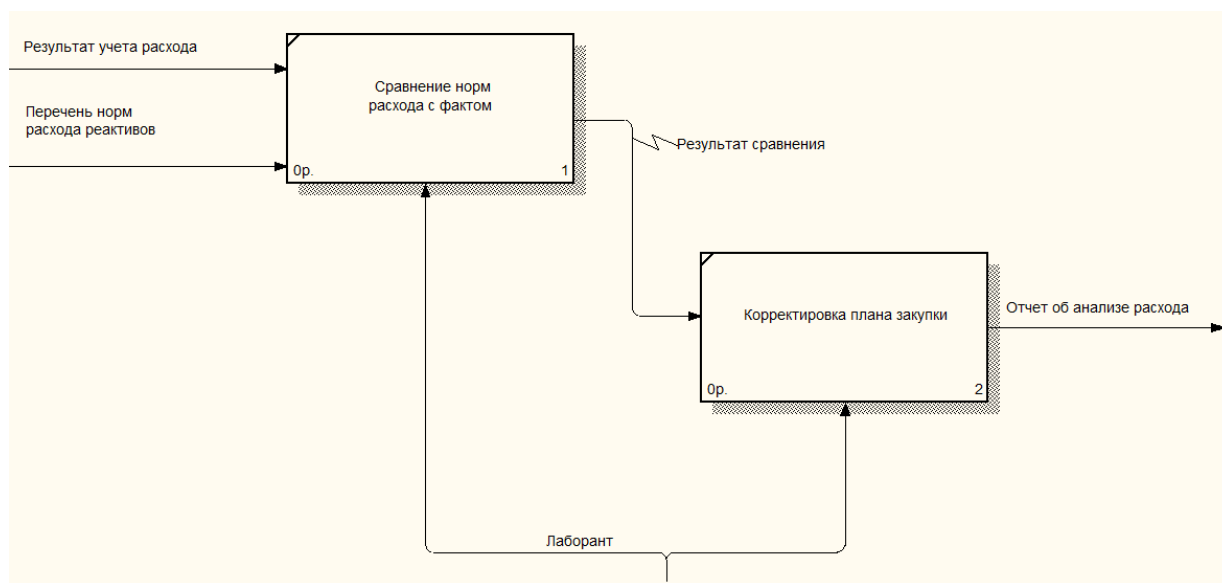 Результат учета расхода
Перечень норм
расхода реактивов
Сравнение норм
расхода с фактом
0р.
1
Результат сравнения
Корректировка плана закупки
0р.
2
Отчет об анализе расхода
Лаборант